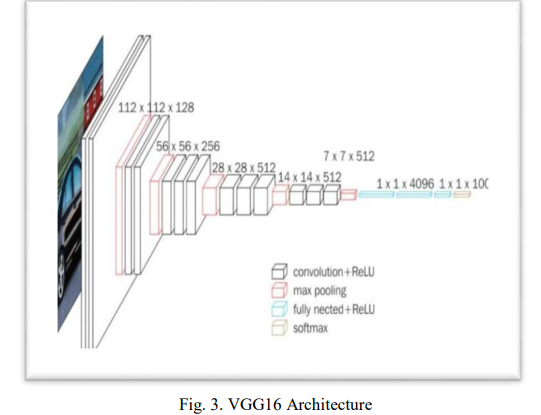 112 x 112 x 128
56 x 56 x 256
28 x 28 x 512
14 x 14 x 512
7 x 7 x 512
1 x 1 x 4096
1 x 1 x 100
convolution+ReLU
max pooling
fully nected+ReLU
softmax
Fig. 3. VGG16 Architecture